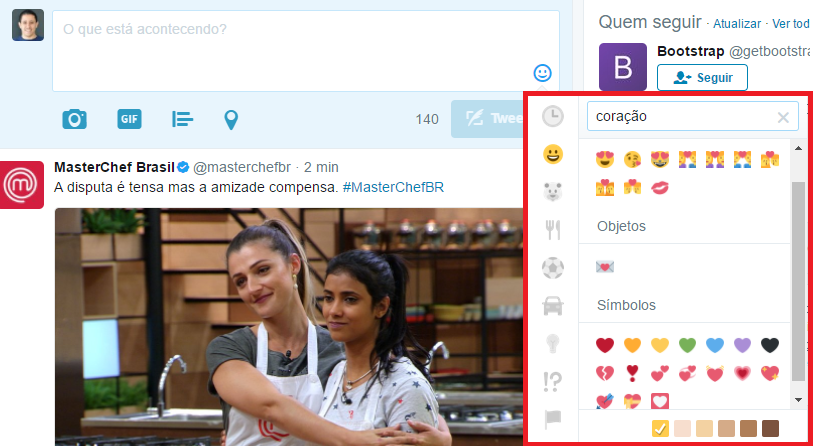 O que está acontecendo?
GIF
140
Twee
MasterChef Brasil @masterchefbr · 2 min
A disputa é tensa mas a amizade compensa. #MasterChefBR
Quem seguir · Atualizar · Ver tod
B
Bootstrap @getbootstra
Seguir
coração
Objetos
Símbolos
!?